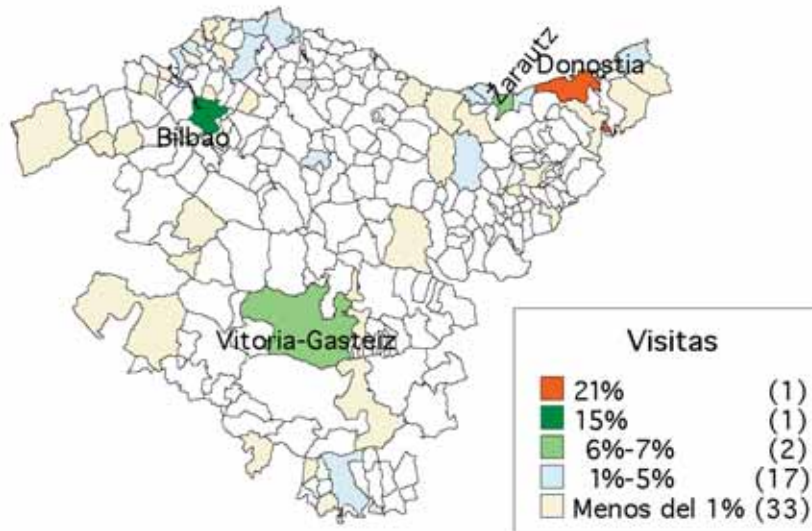 Zarautz
Donostia
Bilbao
Vitoria-Gasteiz
Visitas
21% (1)
15% (1)
6%-7% (2)
1%-5% (17)
Menos del 1% (33)